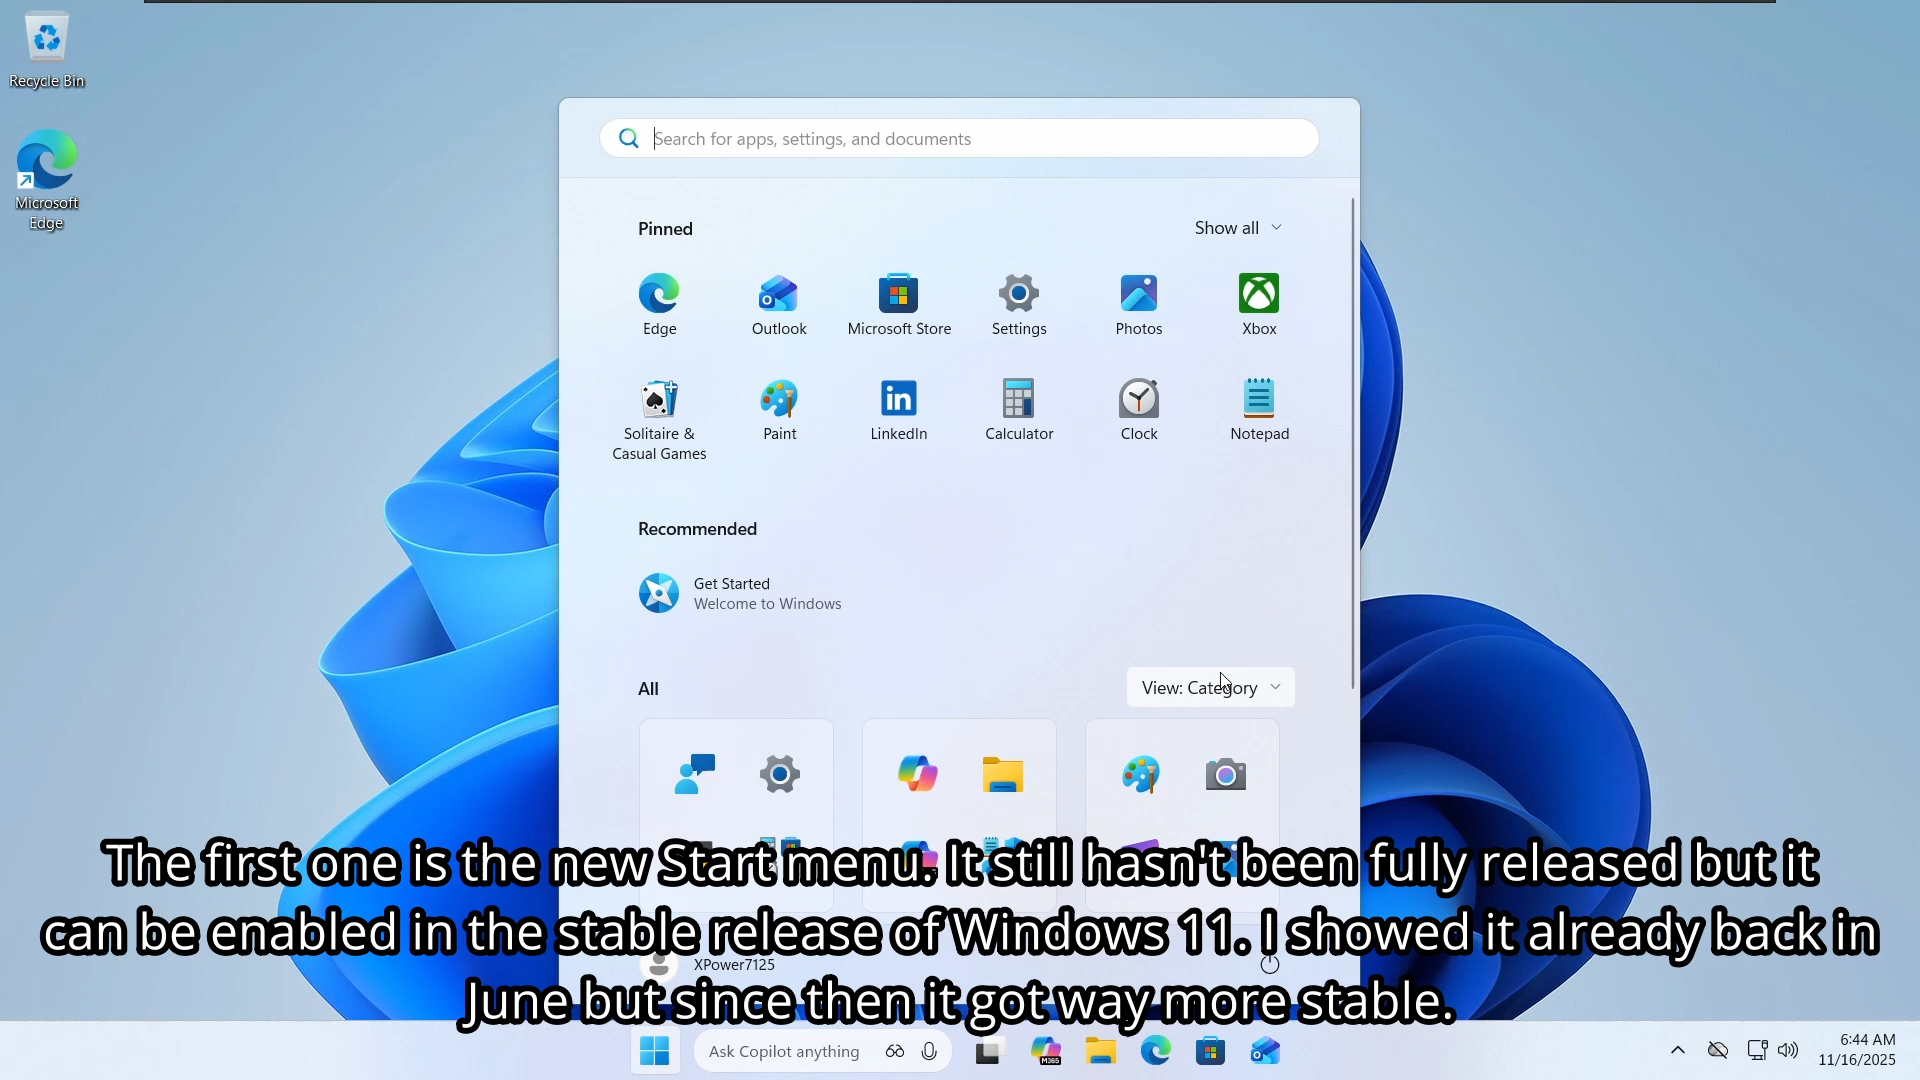 Recycle Bin
Microsoft
Edge
Search for apps, settings, and documents
Pinned
Show all
Edge
Outlook
Microsoft Store
Settings
Photos
Xbox
Solitaire &
Casual Games
Paint
LinkedIn
Calculator
Clock
Notepad
Recommended
Get Started
Welcome to Windows
All
View: Category
The first one is the new Start menu. It still hasn't been fully released but it
can be enabled in the stable release of Windows 11. I showed it already back in
June but since then it got way more stable.
XPower7125
Ask Copilot anything
M365
6:44 AM
11/16/2025